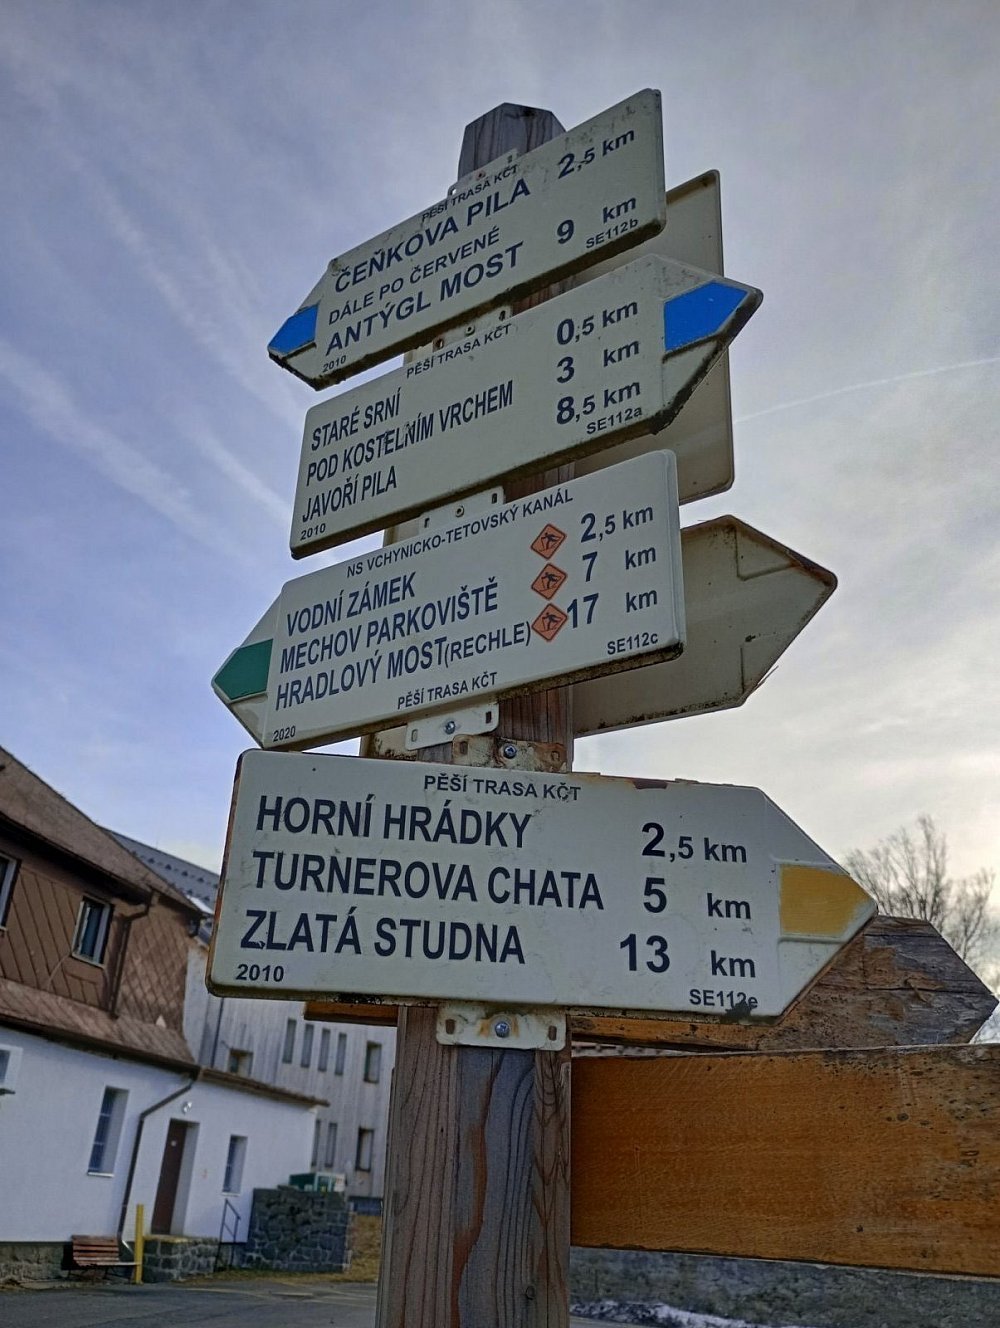 PĚŠÍ TRASA KČT
ČEŇKOVA PILA 2,5 km
DÁLE PO ČERVENÉ
ANTÝGL MOST 9 km
2010 SE112b
PĚŠÍ TRASA KČT
STARÉ SRNÍ 0,5 km
POD KOSTELNÍM VRCHEM 3 km
JAVOŘÍ PILA 8,5 km
2010 SE112a
NS VCHYNICKO-TETOVSKÝ KANÁL
VODNÍ ZÁMEK 2,5 km
MECHOV PARKOVIŠTĚ 7 km
HRADLOVÝ MOST(RECHLE) 17 km
2020 PĚŠÍ TRASA KČT SE112c
PĚŠÍ TRASA KČT
HORNÍ HRÁDKY 2,5 km
TURNEROVA CHATA 5 km
ZLATÁ STUDNA 13 km
2010 SE112e